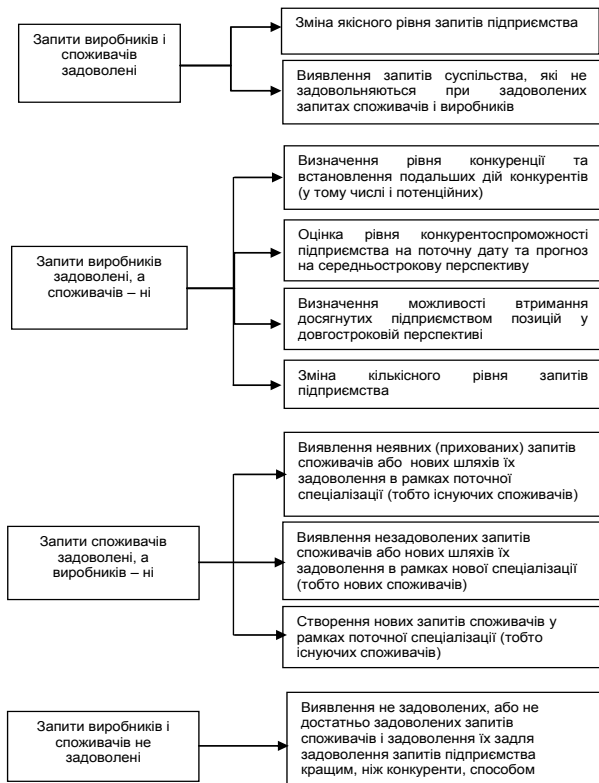 Запити виробників і
споживачів
задоволені
Зміна якісного рівня запитів підприємства
Виявлення запитів суспільства, які не
задовольняються при задоволених
запитах споживачів і виробників
Запити виробників
задоволені, а
споживачів – ні
Визначення рівня конкуренції та
встановлення подальших дій конкурентів
(у тому числі і потенційних)
Оцінка рівня конкурентоспроможності
підприємства на поточну дату та прогноз
на середньострокову перспективу
Визначення можливості втримання
досягнутих підприємством позицій у
довгостроковій перспективі
Зміна кількісного рівня запитів
підприємства
Запити споживачів
задоволені, а
виробників – ні
Виявлення неявних (прихованих) запитів
споживачів або нових шляхів їх
задоволення в рамках поточної
спеціалізації (тобто існуючих споживачів)
Виявлення незадоволених запитів
споживачів або нових шляхів їх
задоволення в рамках нової спеціалізації
(тобто нових споживачів)
Створення нових запитів споживачів у
рамках поточної спеціалізації (тобто
існуючих споживачів)
Запити виробників і
споживачів не
задоволені
Виявлення не задоволених, або не
достатньо задоволених запитів
споживачів і задоволення їх задля
задоволення запитів підприємства
кращим, ніж конкуренти, способом